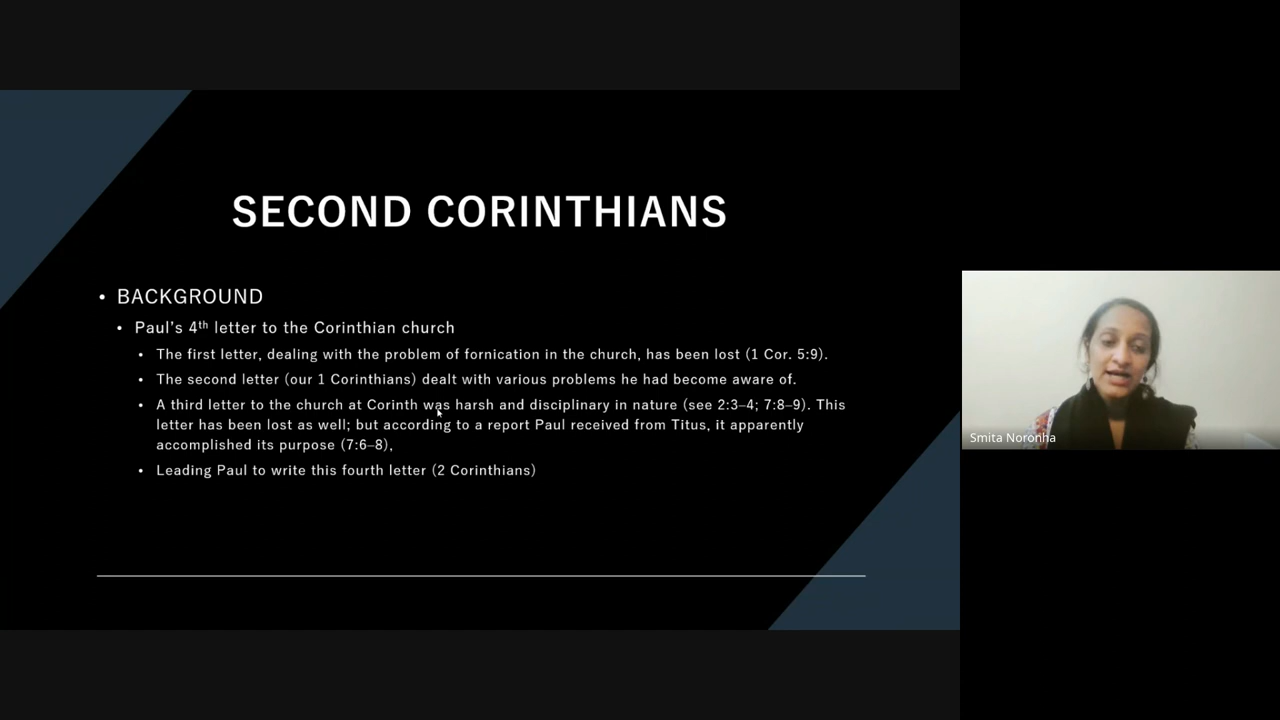 SECOND CORINTHIANS
• BACKGROUND
• Paul's 4th letter to the Corinthian church
• The first letter, dealing with the problem of fornication in the church, has been lost (1 Cor. 5:9).
• The second letter (our 1 Corinthians) dealt with various problems he had become aware of.
• A third letter to the church at Corinth was harsh and disciplinary in nature (see 2:3–4; 7:8–9). This
letter has been lost as well; but according to a report Paul received from Titus, it apparently
accomplished its purpose (7:6–8),
• Leading Paul to write this fourth letter (2 Corinthians)
Smita Noronha